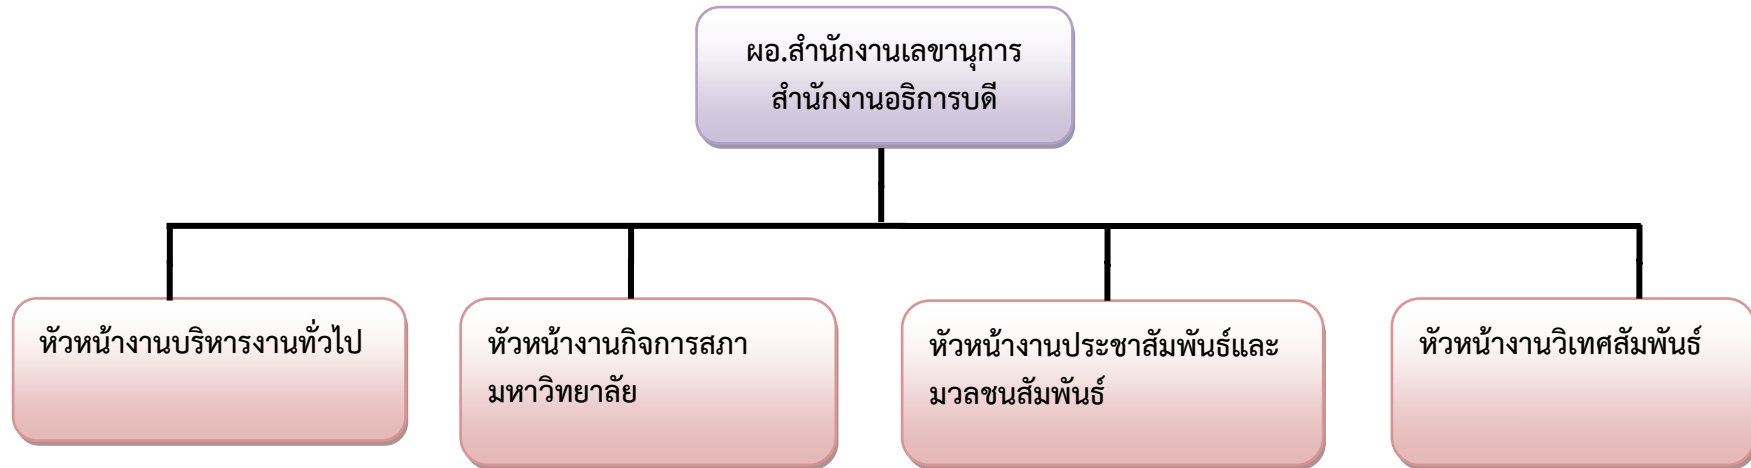 ผอ.สำนักงานเลขานุการ
สำนักงานอธิการบดี
หัวหน้างานบริหารงานทั่วไป
หัวหน้างานกิจการสภา
มหาวิทยาลัย
หัวหน้างานประชาสัมพันธ์และ
มวลชนสัมพันธ์
หัวหน้างานวิเทศสัมพันธ์